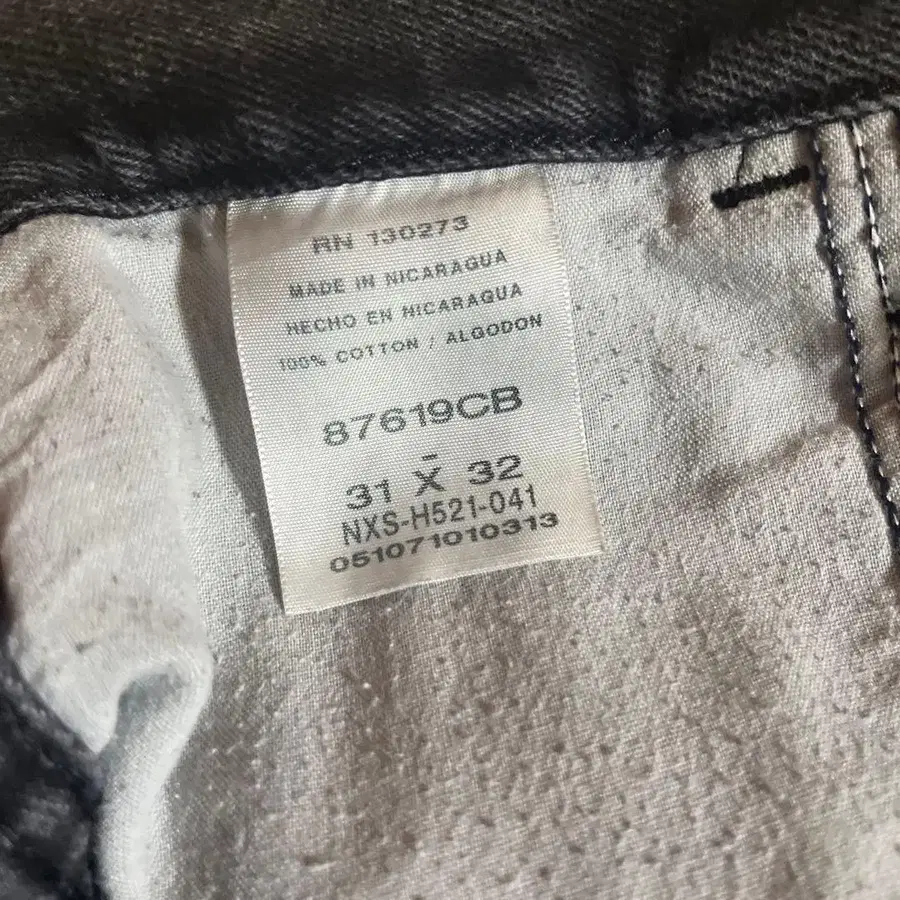 RN 130273
MADE IN NICARAGUA
HECHO EN NICARAGUA
100% COTTON / ALGODON
87619CB
31 X 32
NXS-H521-041
051071010313